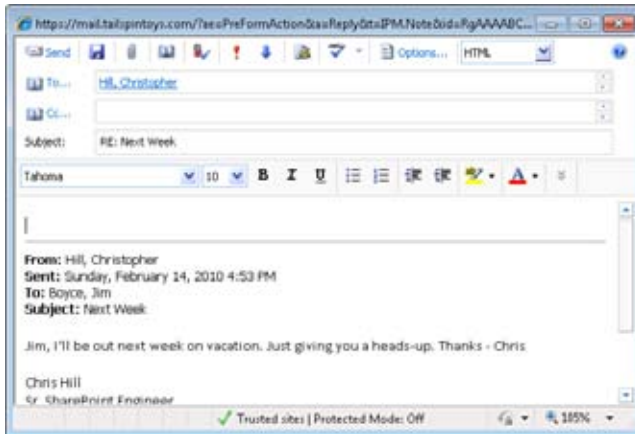 https://mail.tailspintoys.com/?ae=PreFormAction&a=Reply&t=IPM.Note&id=RgAAAABC...
Send Options... HTML
To... Hill, Christopher
Cc...
Subject: RE: Next Week
Tahoma 10 B I U A
From: Hill, Christopher
Sent: Sunday, February 14, 2010 4:53 PM
To: Boyce, Jim
Subject: Next Week
Jim, I'll be out next week on vacation. Just giving you a heads-up. Thanks - Chris
Chris Hill
Sr. SharePoint Engineer
Trusted sites | Protected Mode: Off 105%